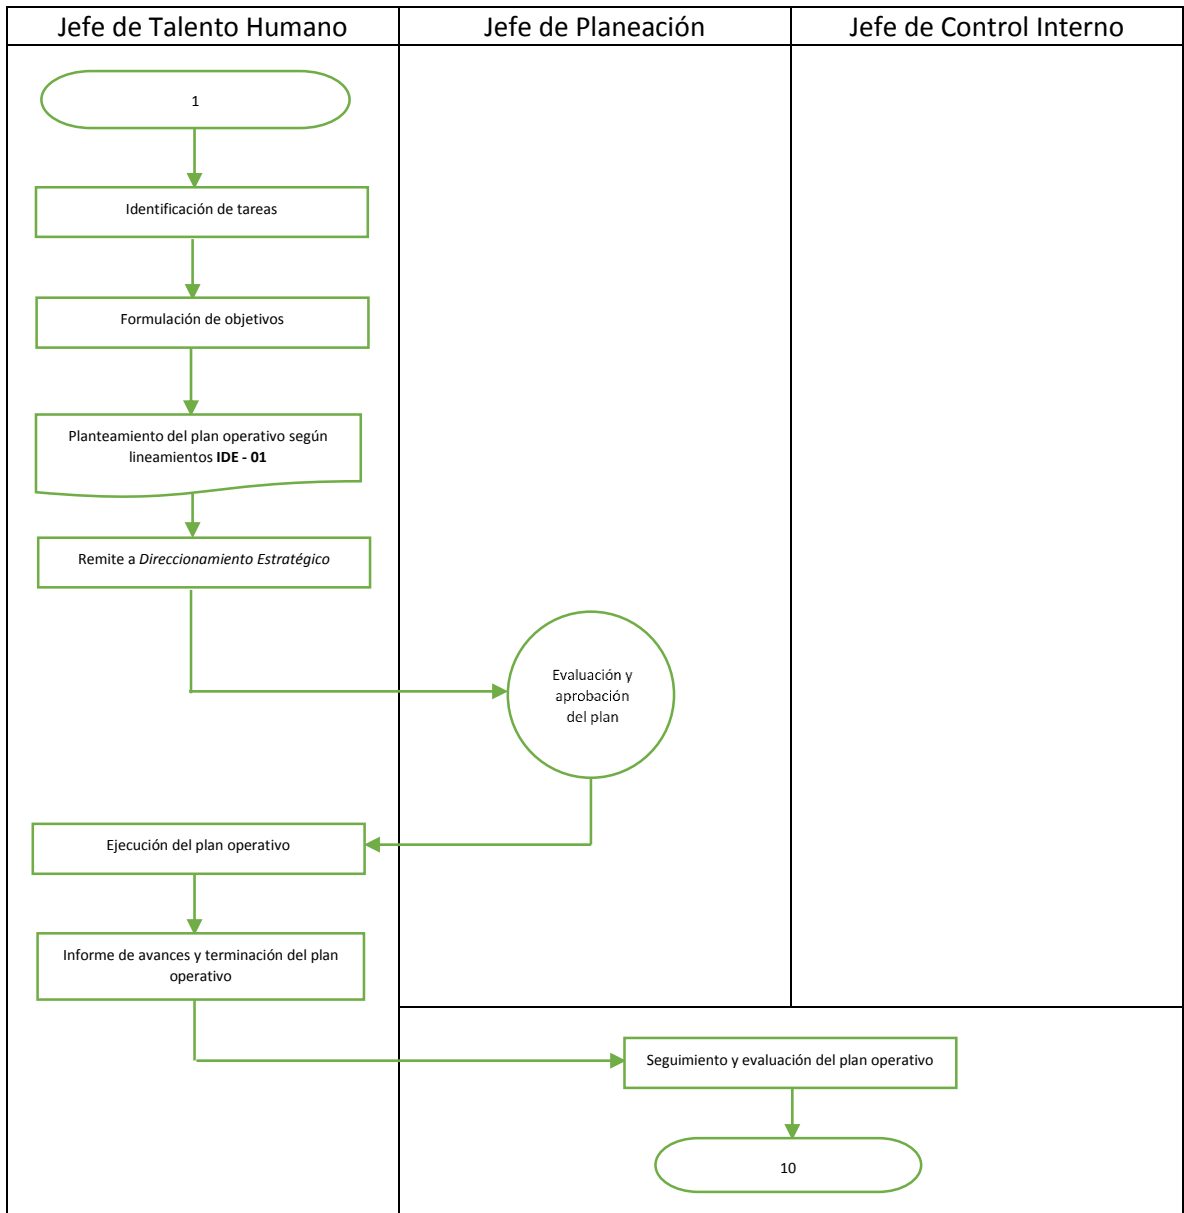 Jefe de Talento Humano
Jefe de Planeación
Jefe de Control Interno
1
Identificación de tareas
Formulación de objetivos
Planteamiento del plan operativo según
lineamientos IDE - 01
Remite a Direccionamiento Estratégico
Evaluación y
aprobación
del plan
Ejecución del plan operativo
Informe de avances y terminación del plan
operativo
Seguimiento y evaluación del plan operativo
10